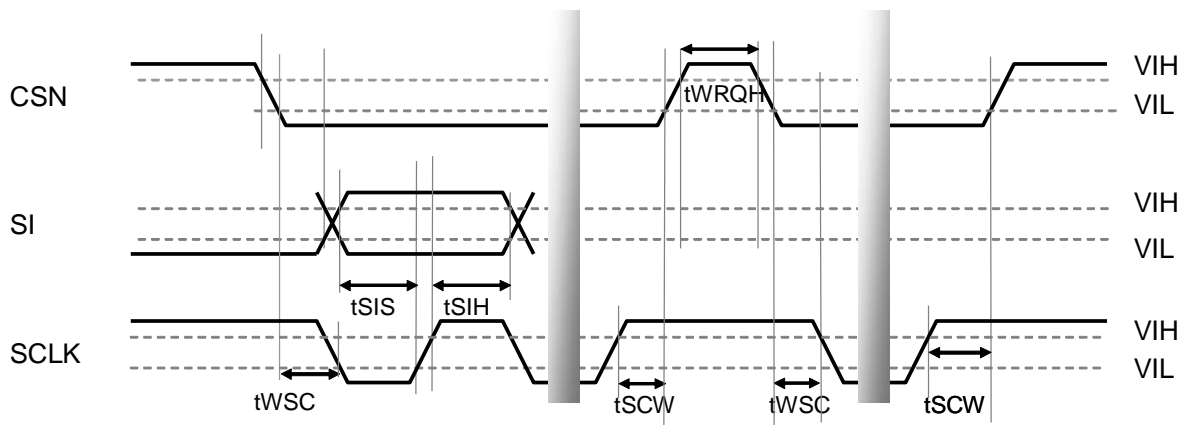 CSN
tWRQH
VIH
VIL
SI
VIH
VIL
tSIS
tSIH
SCLK
VIH
VIL
tWSC
tSCW
tWSC
tSCW